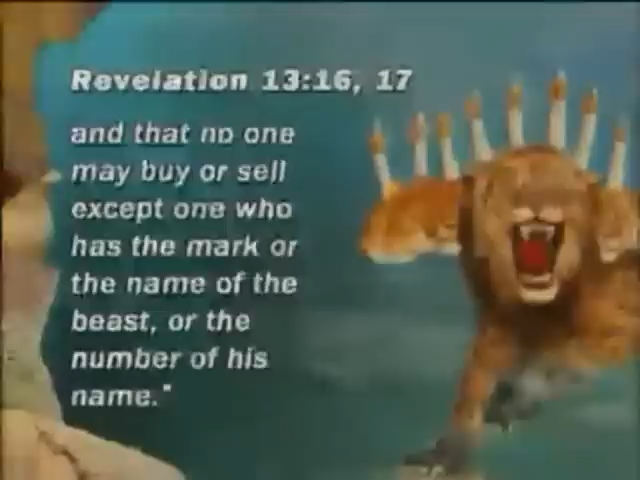 Revelation 13:16, 17
and that no one
may buy or sell
except one who
has the mark or
the name of the
beast, or the
number of his
name."